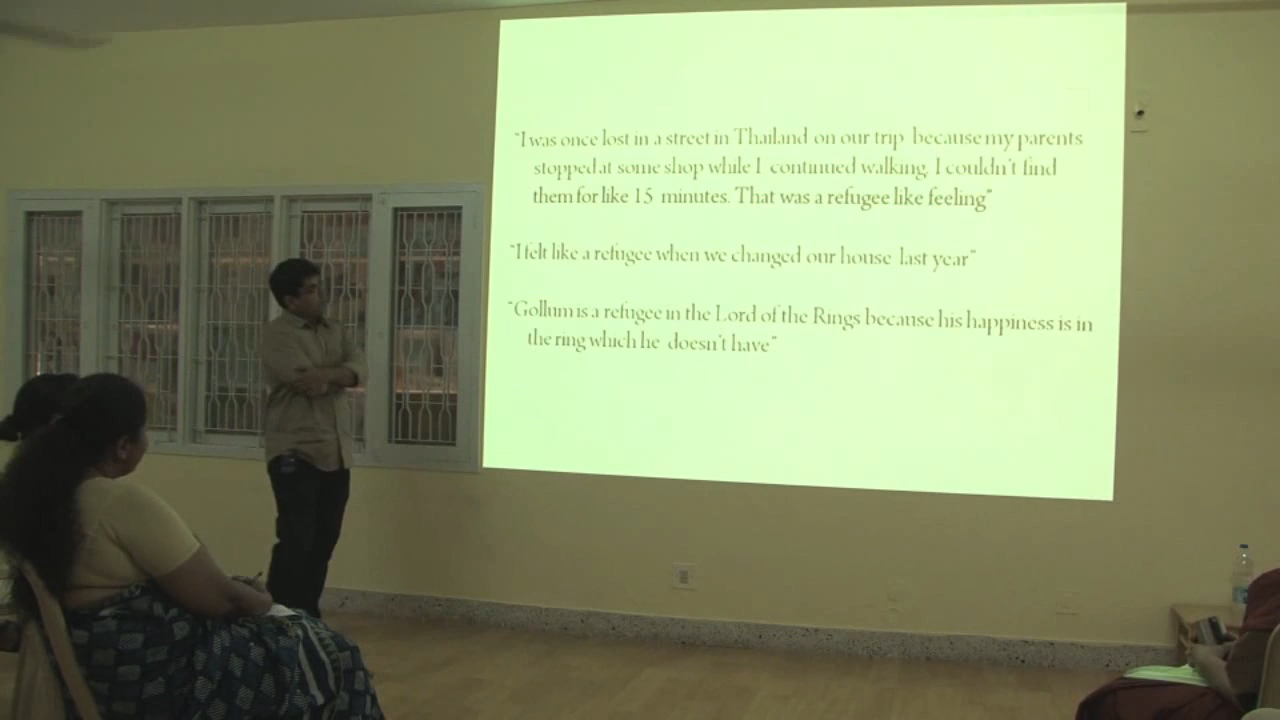 "I was once lost in a street in Thailand on our trip because my parents
stopped at some shop while I continued walking. I couldn't find
them for like 15 minutes. That was a refugee like feeling"
"I felt like a refugee when we changed our house last year"
"Gollum is a refugee in the Lord of the Rings because his happiness is in
the ring which he doesn't have"